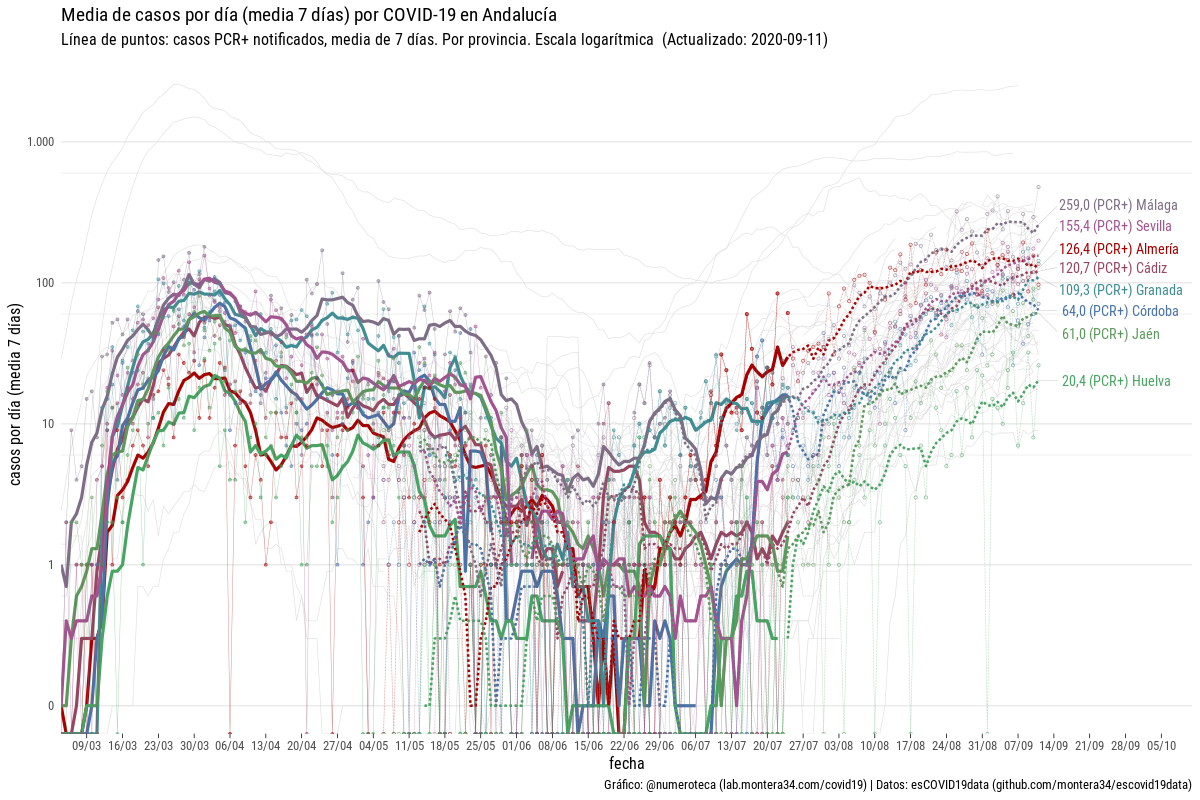 Media de casos por día (media 7 días) por COVID-19 en Andalucía
Línea de puntos: casos PCR+ notificados, media de 7 días. Por provincia. Escala logarítmica (Actualizado: 2020-09-11)
casos por día (media 7 días)
1.000
100
10
1
0
259,0 (PCR+) Málaga
155,4 (PCR+) Sevilla
126,4 (PCR+) Almería
120,7 (PCR+) Cádiz
109,3 (PCR+) Granada
64,0 (PCR+) Córdoba
61,0 (PCR+) Jaén
20,4 (PCR+) Huelva
09/03 16/03 23/03 30/03 06/04 13/04 20/04 27/04 04/05 11/05 18/05 25/05 01/06 08/06 15/06 22/06 29/06 06/07 13/07 20/07 27/07 03/08 10/08 17/08 24/08 31/08 07/09 14/09 21/09 28/09 05/10
fecha
Gráfico: @numeroteca (lab.montera34.com/covid19) | Datos: esCOVID19data (github.com/montera34/escovid19data)